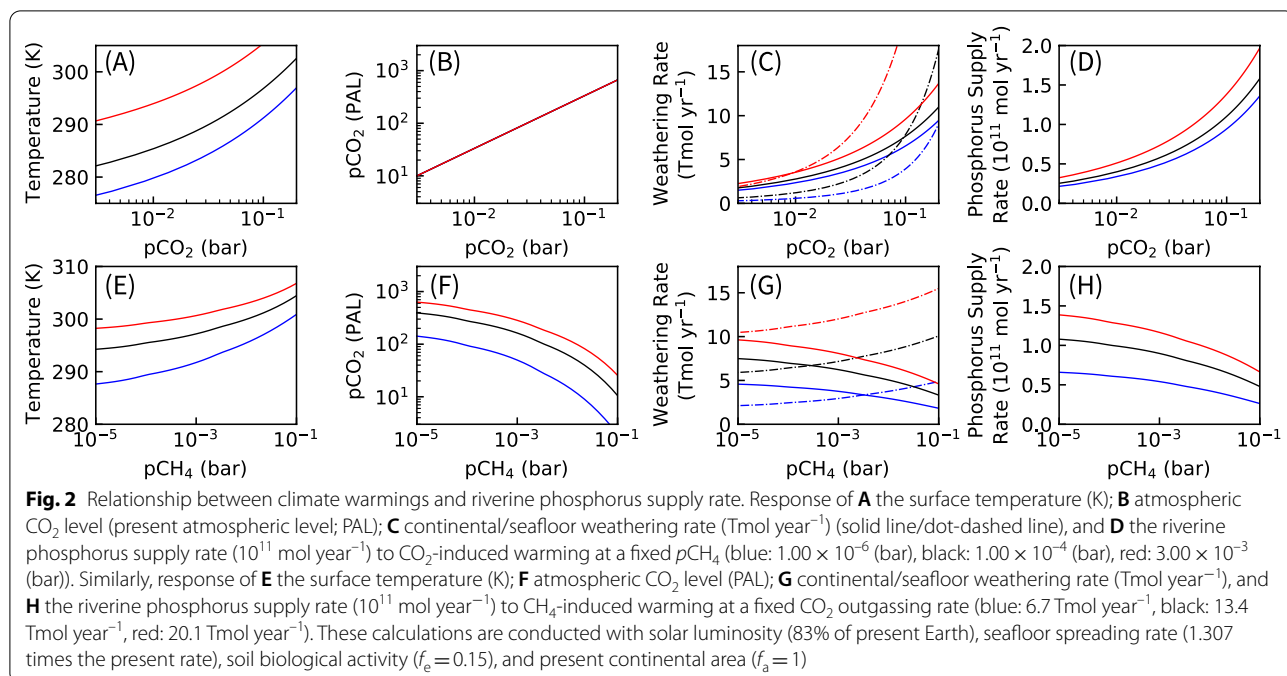 Temperature (K)
300
290
280
(A)
10⁻²
10⁻¹
pCO₂ (bar)
pCO₂ (PAL)
10³
10²
10¹
(B)
10⁻²
10⁻¹
pCO₂ (bar)
Weathering Rate
(Tmol yr⁻¹)
15
10
5
0
(C)
10⁻²
10⁻¹
pCO₂ (bar)
Phosphorus Supply
Rate (10¹¹ mol yr⁻¹)
2.0
1.5
1.0
0.5
0.0
(D)
10⁻²
10⁻¹
pCO₂ (bar)
Temperature (K)
310
300
290
280
(E)
10⁻⁵
10⁻³
10⁻¹
pCH₄ (bar)
pCO₂ (PAL)
10³
10²
10¹
(F)
10⁻⁵
10⁻³
10⁻¹
pCH₄ (bar)
Weathering Rate
(Tmol yr⁻¹)
15
10
5
0
(G)
10⁻⁵
10⁻³
10⁻¹
pCH₄ (bar)
Phosphorus Supply
Rate (10¹¹ mol yr⁻¹)
2.0
1.5
1.0
0.5
0.0
(H)
10⁻⁵
10⁻³
10⁻¹
pCH₄ (bar)
Fig. 2 Relationship between climate warmings and riverine phosphorus supply rate. Response of A the surface temperature (K); B atmospheric
CO₂ level (present atmospheric level; PAL); C continental/seafloor weathering rate (Tmol year⁻¹) (solid line/dot-dashed line), and D the riverine
phosphorus supply rate (10¹¹ mol year⁻¹) to CO₂-induced warming at a fixed pCH₄ (blue: 1.00 × 10⁻⁶ (bar), black: 1.00 × 10⁻⁴ (bar), red: 3.00 × 10⁻³
(bar)). Similarly, response of E the surface temperature (K); F atmospheric CO₂ level (PAL); G continental/seafloor weathering rate (Tmol year⁻¹), and
H the riverine phosphorus supply rate (10¹¹ mol year⁻¹) to CH₄-induced warming at a fixed CO₂ outgassing rate (blue: 6.7 Tmol year⁻¹, black: 13.4
Tmol year⁻¹, red: 20.1 Tmol year⁻¹). These calculations are conducted with solar luminosity (83% of present Earth), seafloor spreading rate (1.307
times the present rate), soil biological activity (fₑ = 0.15), and present continental area (fₐ = 1)